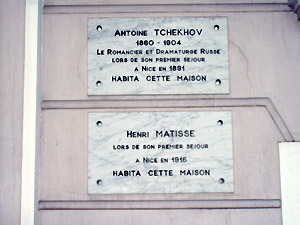 ANTOINE TCHEKHOV
1860 - 1904
LE ROMANCIER ET DRAMATURGE RUSSE
LORS DE SON PREMIER SEJOUR
A NICE EN 1891
HABITA CETTE MAISON
HENRI MATISSE
LORS DE SON PREMIER SEJOUR
A NICE EN 1916
HABITA CETTE MAISON